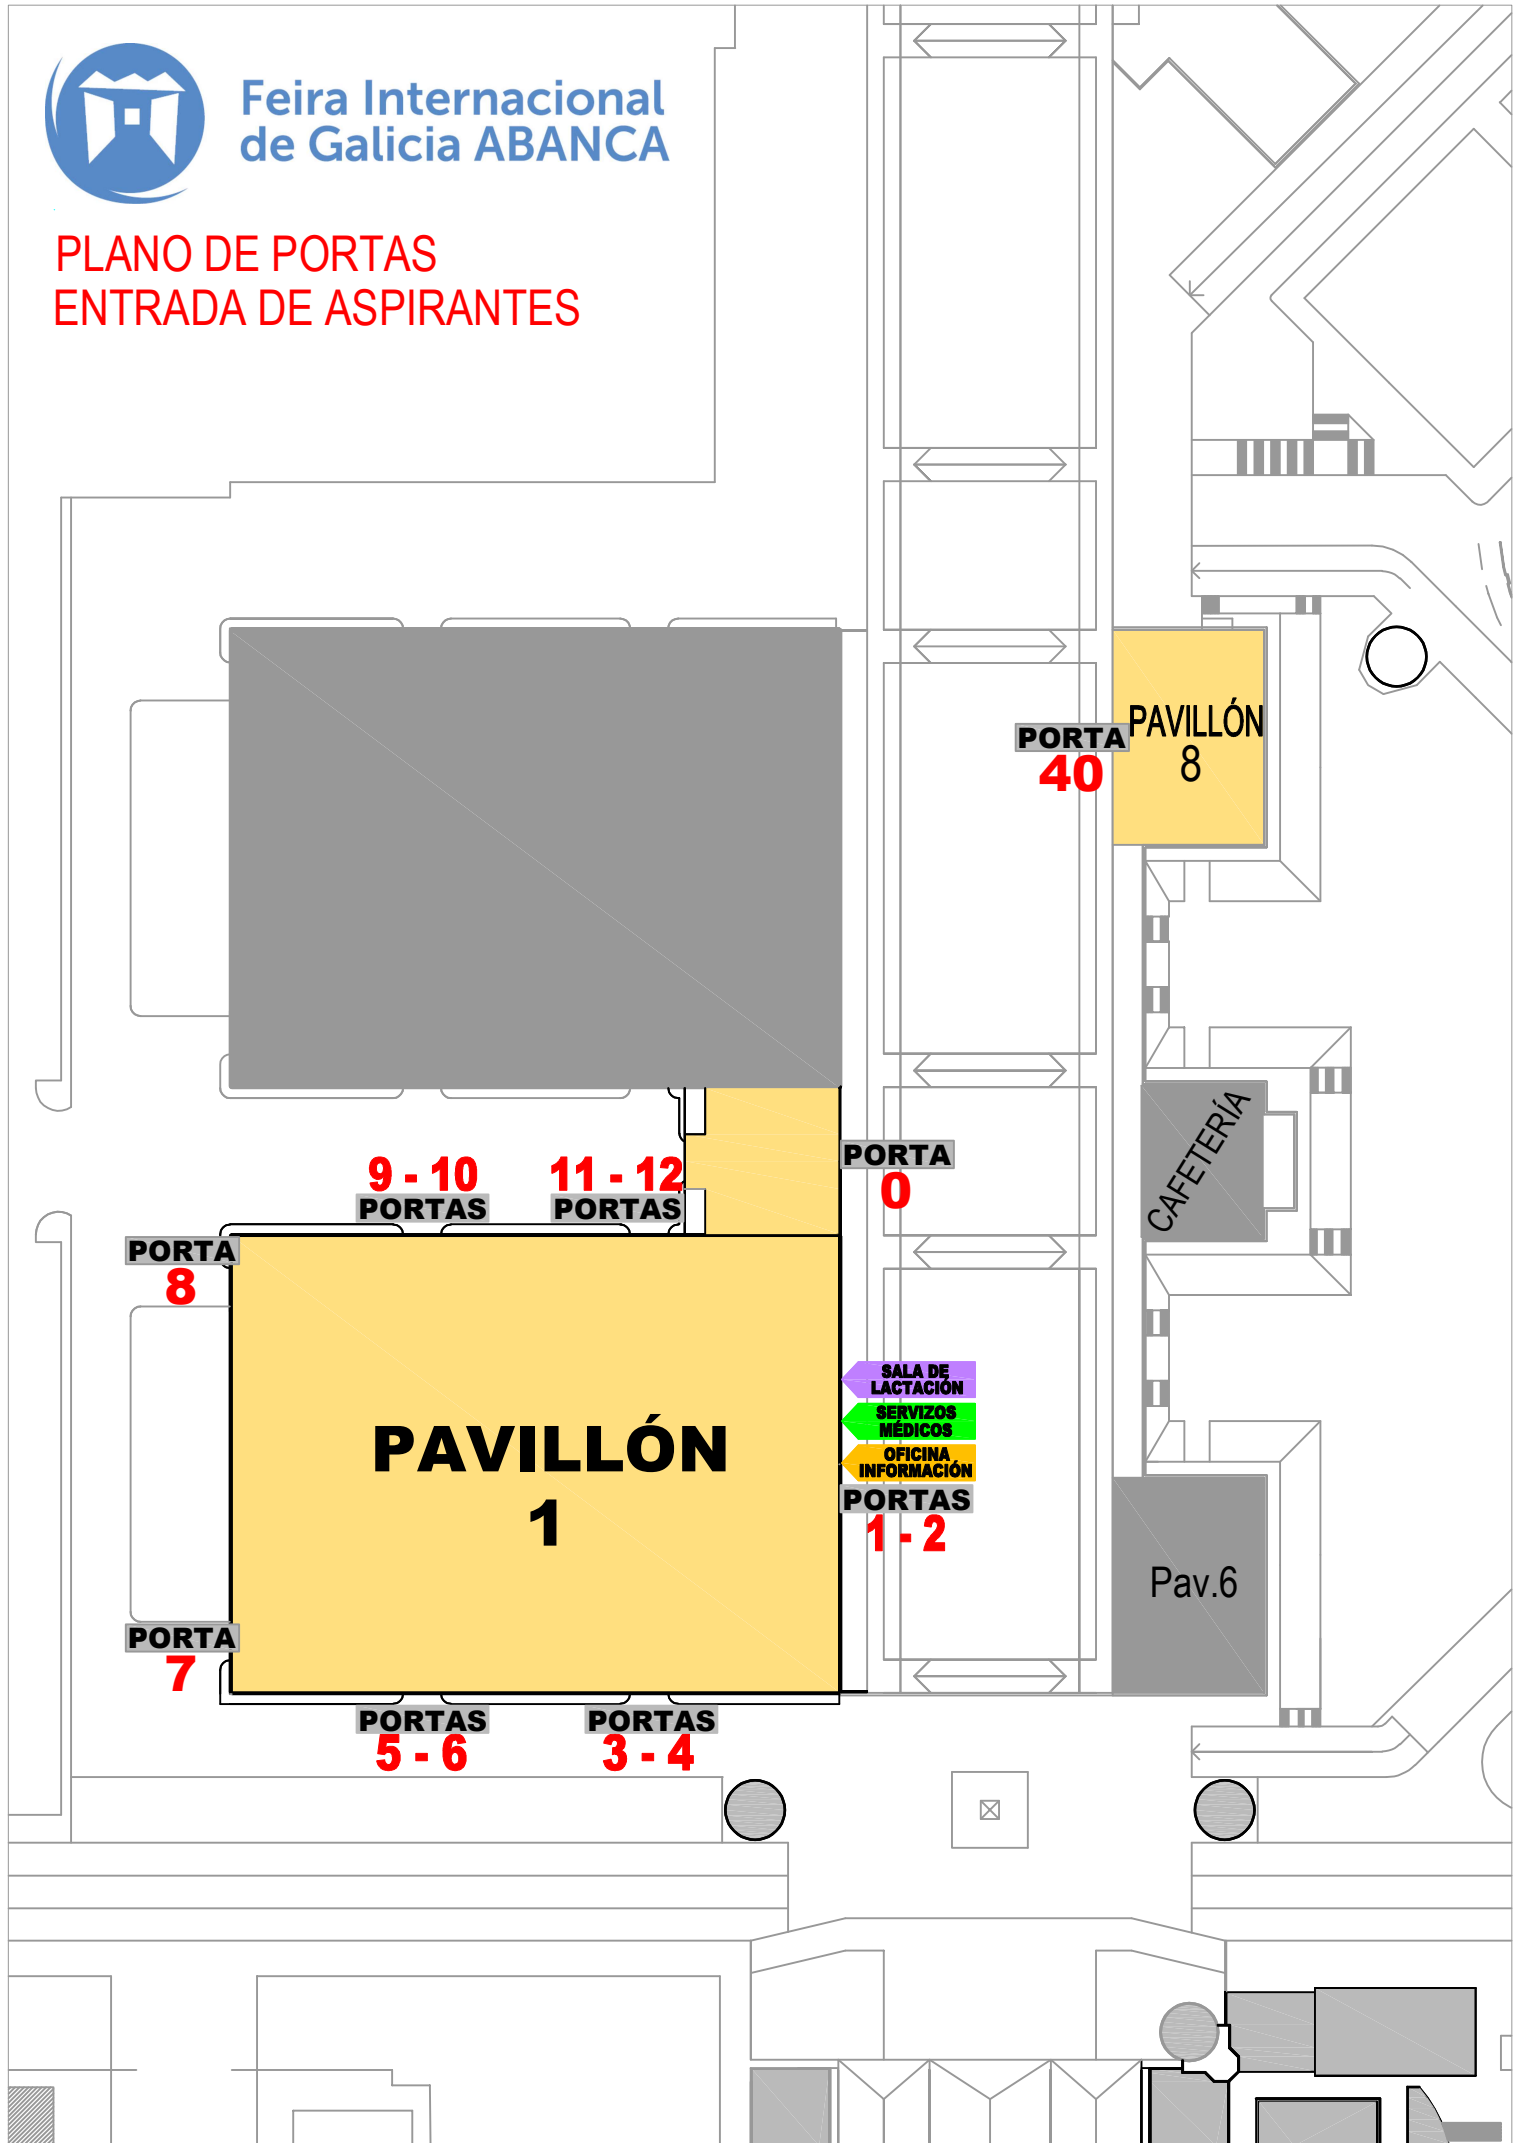 Feira Internacional
de Galicia ABANCA
PLANO DE PORTAS
ENTRADA DE ASPIRANTES
PAVILLÓN
8
PORTA
40
CAFETERÍA
PORTA
0
9 - 10
PORTAS
11 - 12
PORTAS
PORTA
8
SALA DE
LACTACIÓN
SERVIZOS
MÉDICOS
OFICINA
INFORMACIÓN
PORTAS
1 - 2
PAVILLÓN
1
Pav.6
PORTA
7
PORTAS
5 - 6
PORTAS
3 - 4